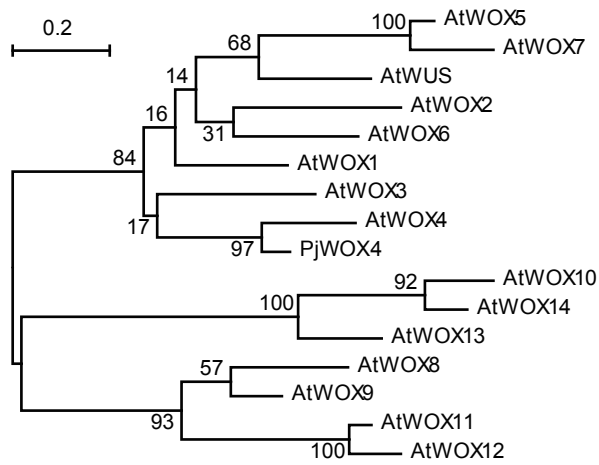 0.2
100
AtWOX5
AtWOX7
68
AtWUS
14
AtWOX2
31
AtWOX6
16
AtWOX1
84
AtWOX3
17
AtWOX4
97
PjWOX4
92
AtWOX10
AtWOX14
100
AtWOX13
57
AtWOX8
AtWOX9
93
AtWOX11
100
AtWOX12